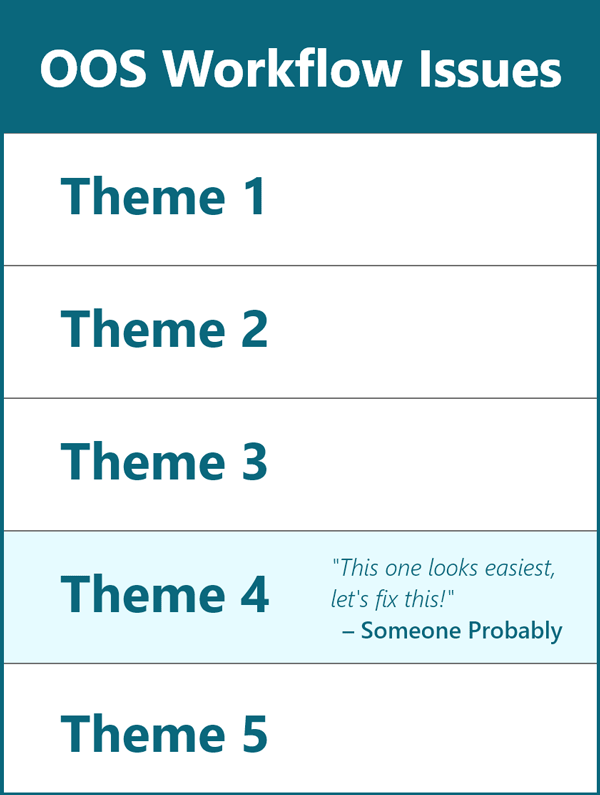 OOS Workflow Issues
Theme 1
Theme 2
Theme 3
Theme 4
"This one looks easiest,
let's fix this!"
– Someone Probably
Theme 5